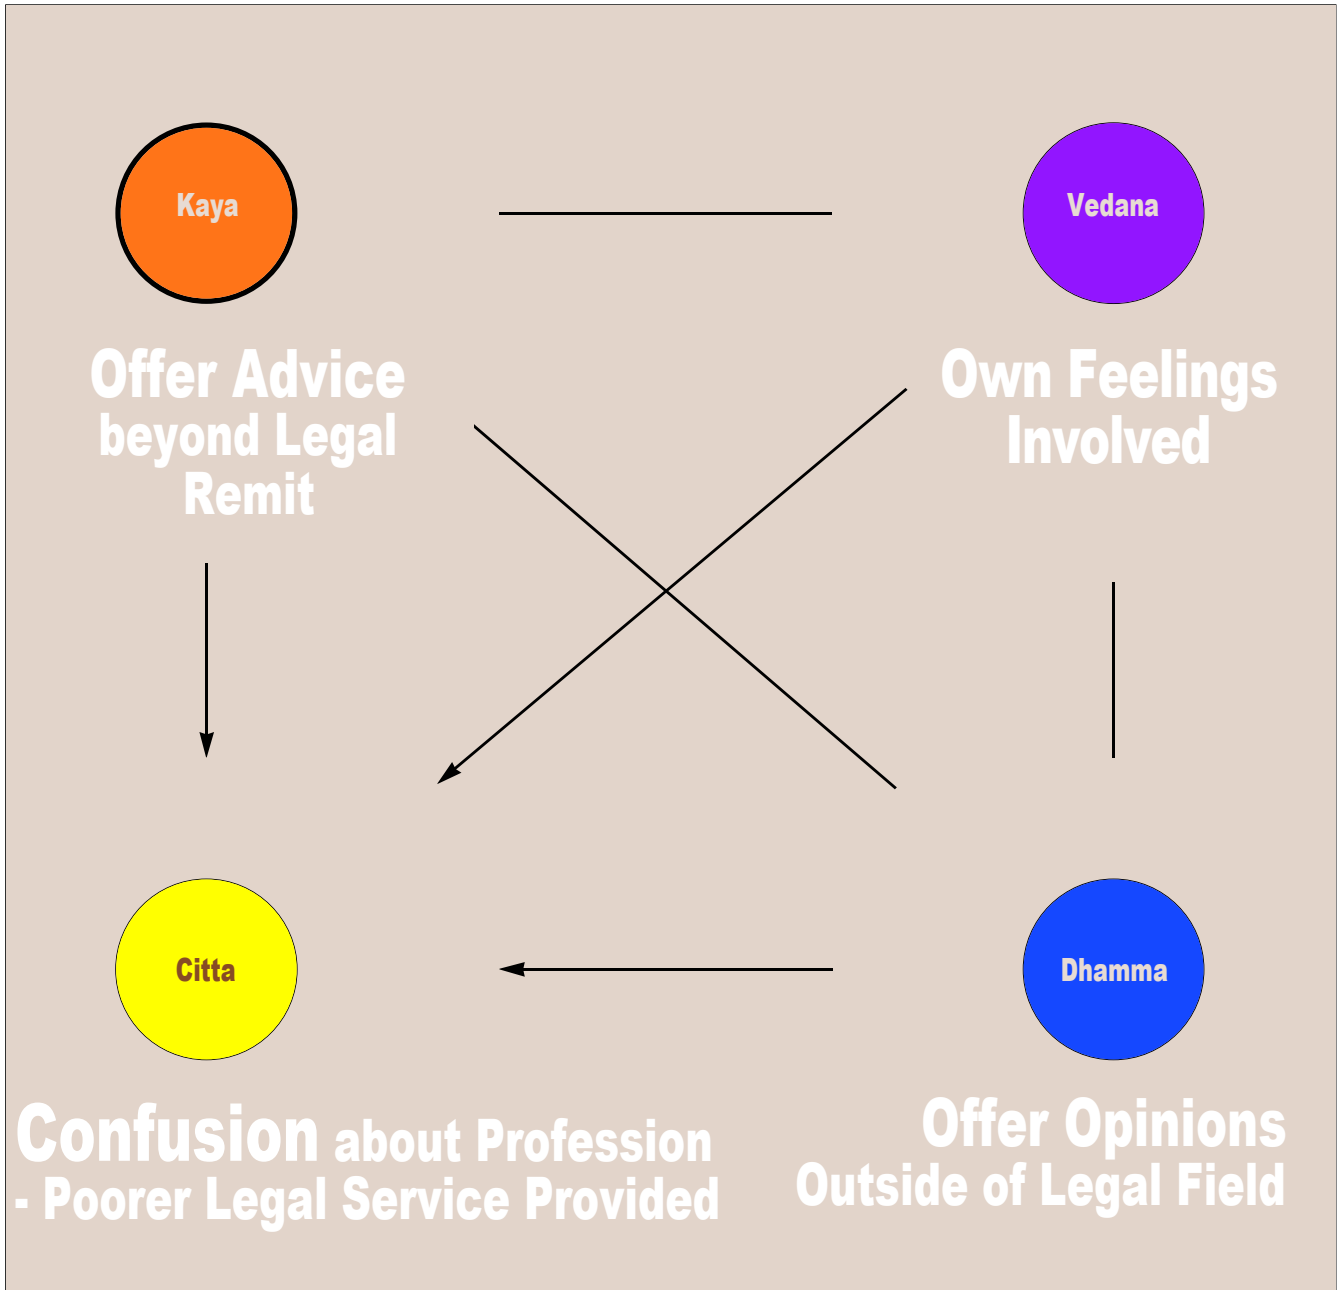 Kaya
Vedana
Offer Advice
beyond Legal
Remit
Own Feelings
Involved
Citta
Dhamma
Confusion about Profession
- Poorer Legal Service Provided
Offer Opinions
Outside of Legal Field